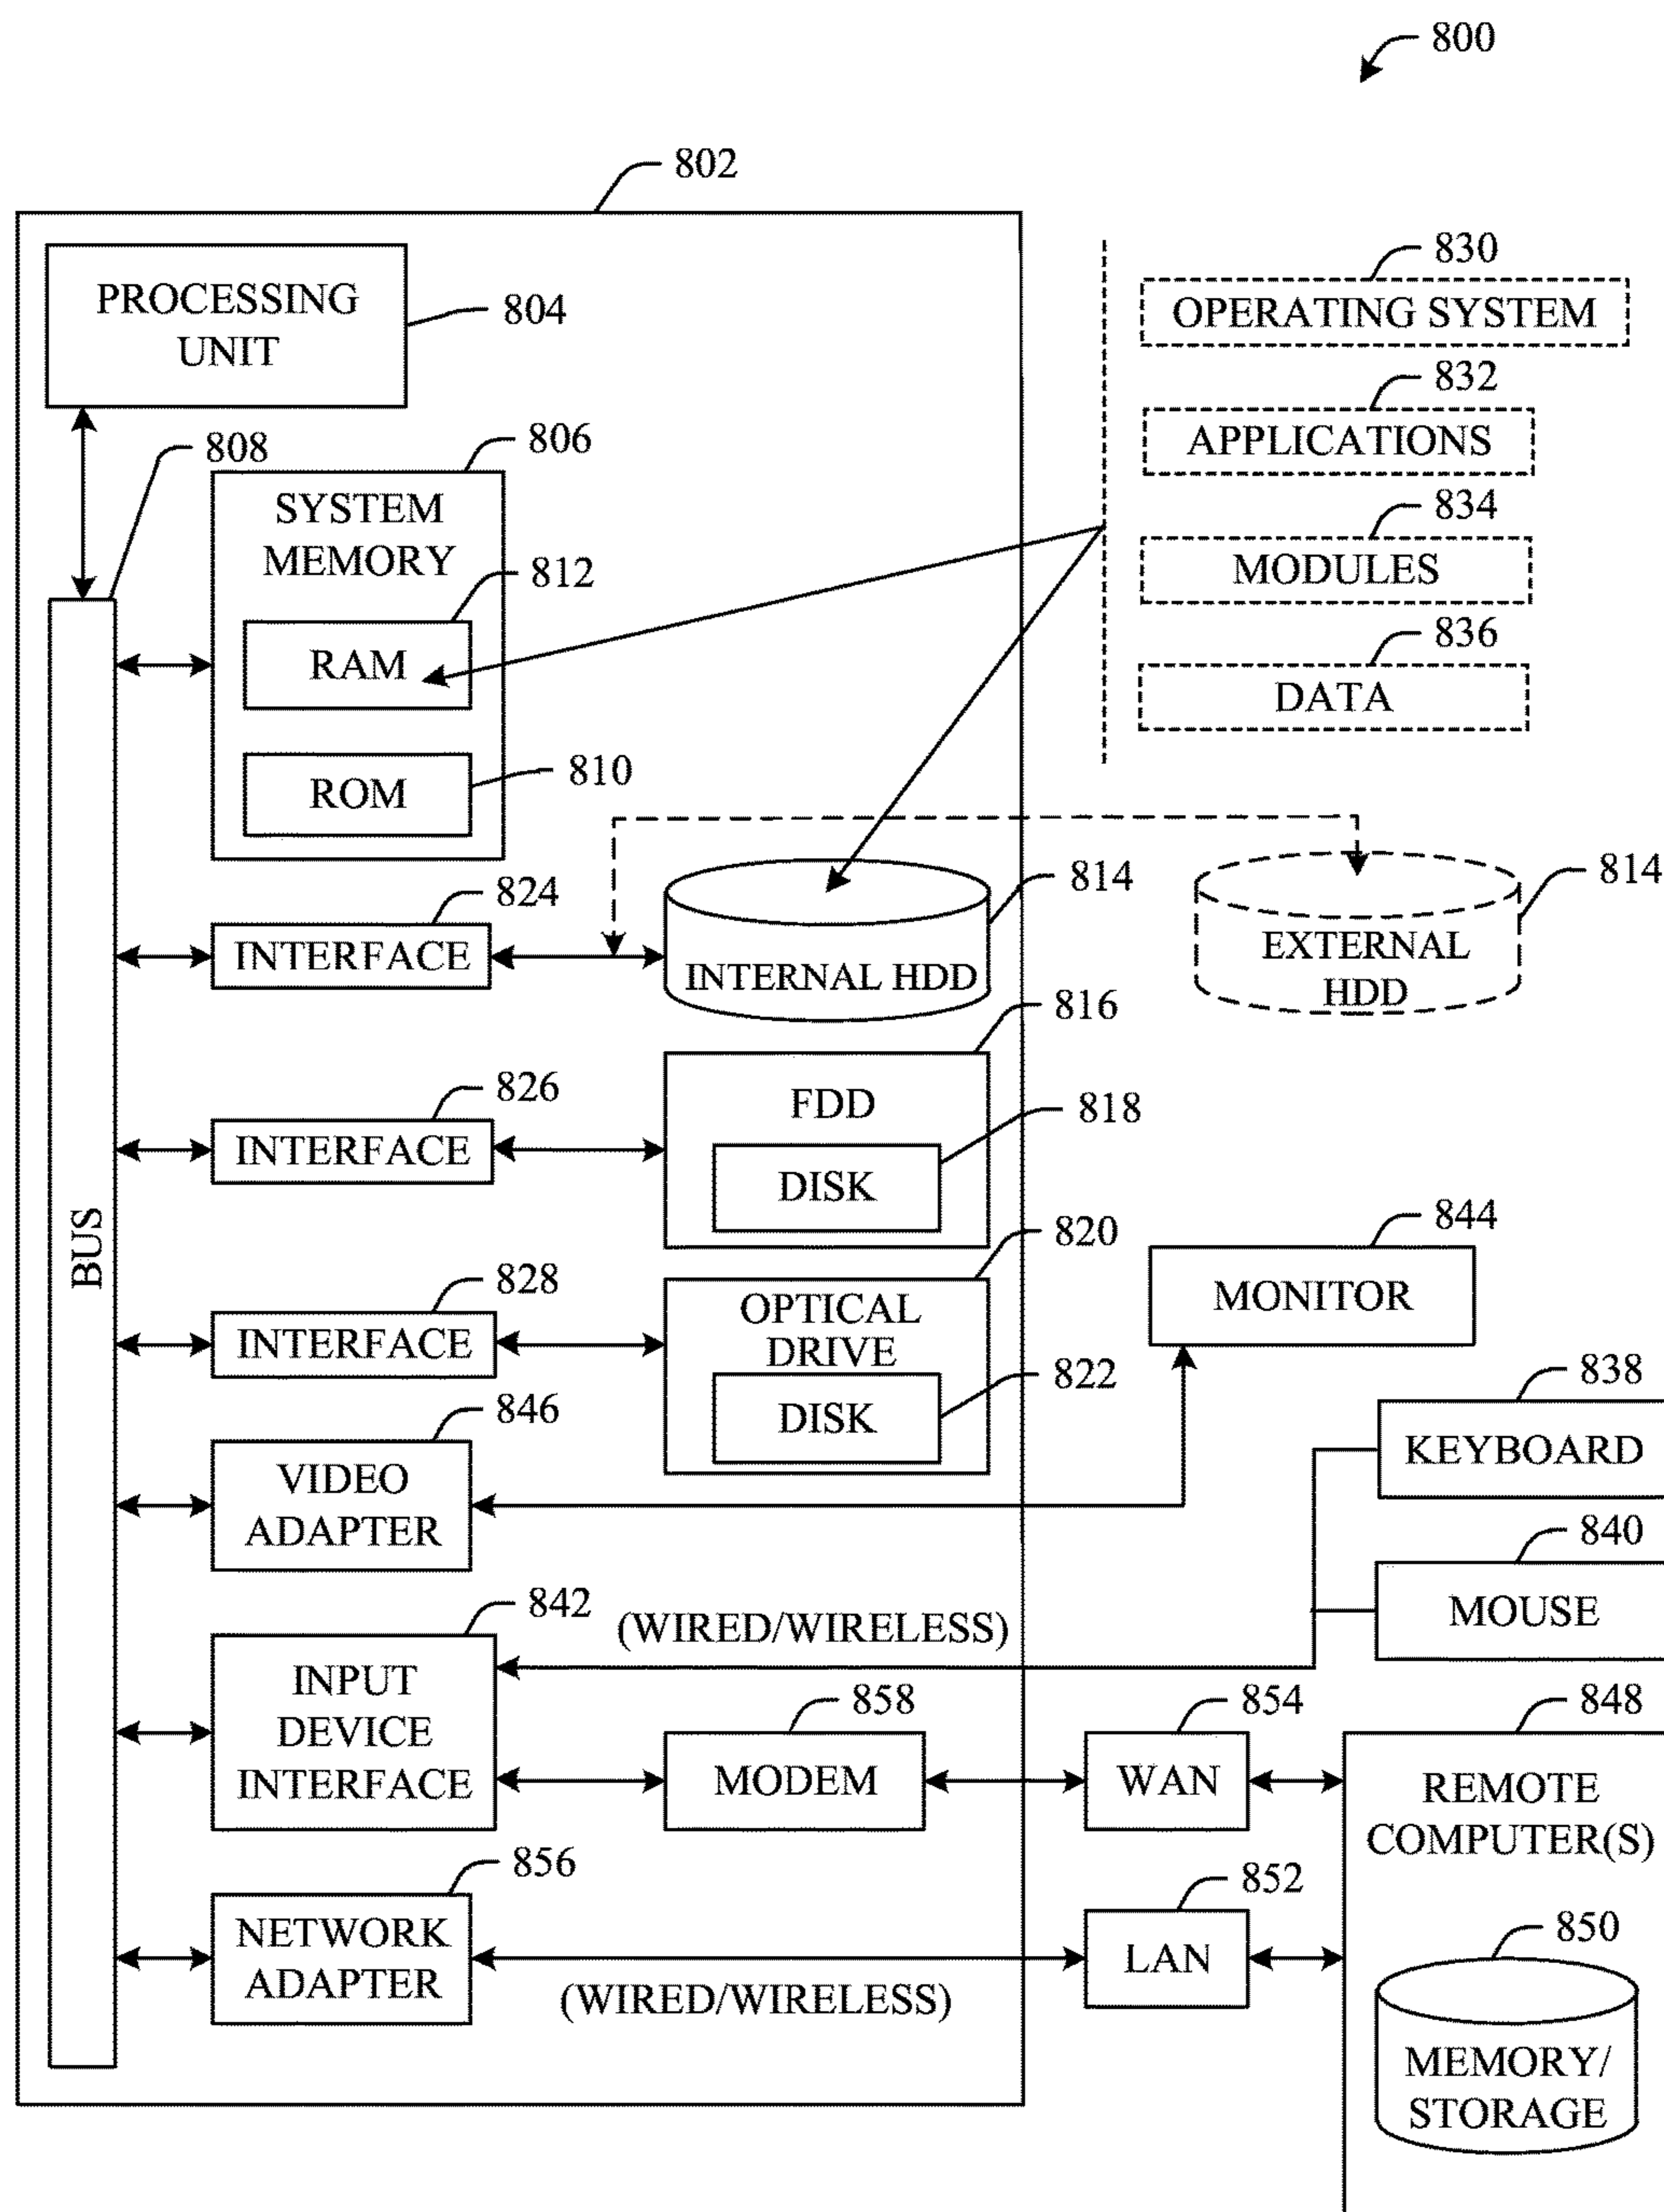 800
802
PROCESSING
UNIT
804
830
OPERATING SYSTEM
832
APPLICATIONS
834
MODULES
836
DATA
808
806
SYSTEM
MEMORY
812
RAM
810
ROM
BUS
824
INTERFACE
814
INTERNAL HDD
814
EXTERNAL
HDD
826
INTERFACE
816
FDD
818
DISK
828
INTERFACE
820
OPTICAL
DRIVE
822
DISK
844
MONITOR
846
VIDEO
ADAPTER
838
KEYBOARD
840
MOUSE
842
INPUT
DEVICE
INTERFACE
(WIRED/WIRELESS)
858
MODEM
854
WAN
848
REMOTE
COMPUTER(S)
856
NETWORK
ADAPTER
(WIRED/WIRELESS)
852
LAN
850
MEMORY/
STORAGE